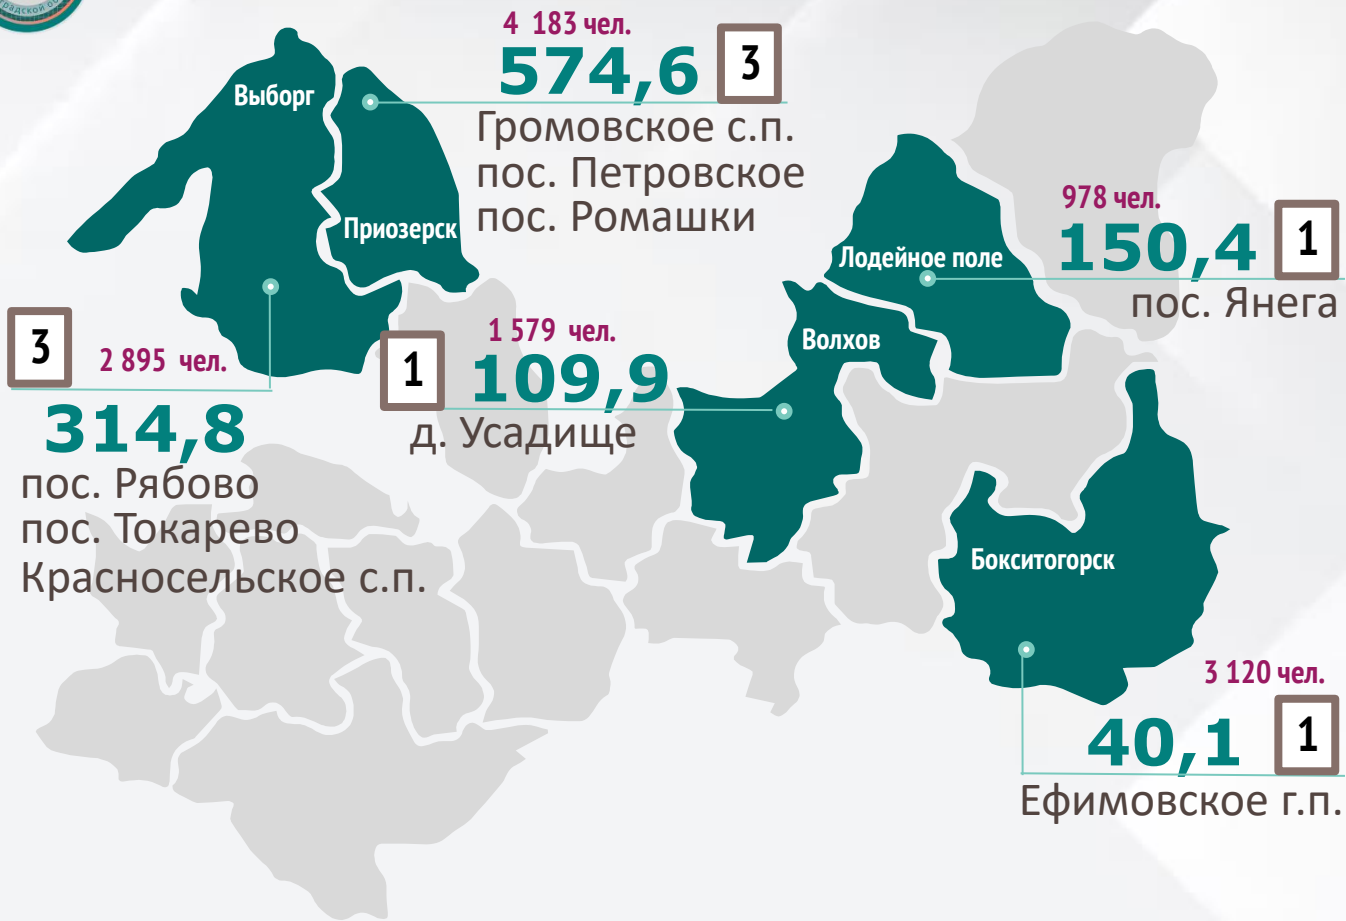 градской об
4 183 чел.
574,6
3
Громовское с.п.
пос. Петровское
пос. Ромашки
Выборг
Приозерск
978 чел.
150,4
1
пос. Янега
Лодейное поле
3
2 895 чел.
314,8
пос. Рябово
пос. Токарево
Красносельское с.п.
1
1 579 чел.
109,9
д. Усадище
Волхов
Бокситогорск
3 120 чел.
40,1
1
Ефимовское г.п.